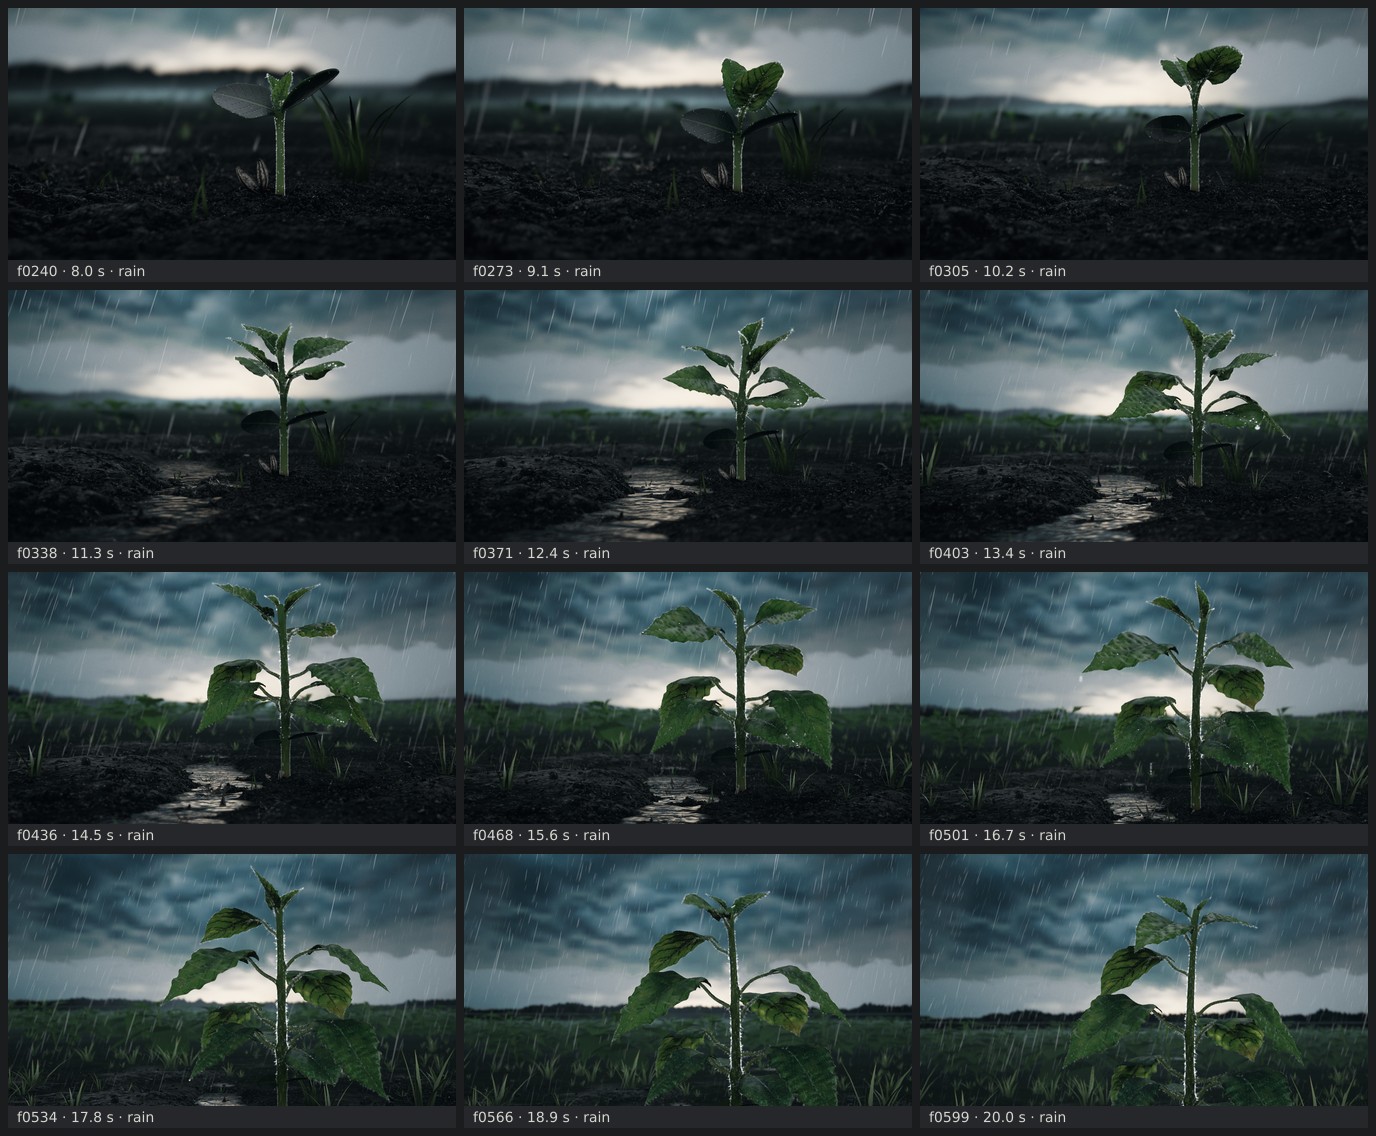 f0240 · 8.0 s · rain
f0273 · 9.1 s · rain
f0305 · 10.2 s · rain
f0338 · 11.3 s · rain
f0371 · 12.4 s · rain
f0403 · 13.4 s · rain
f0436 · 14.5 s · rain
f0468 · 15.6 s · rain
f0501 · 16.7 s · rain
f0534 · 17.8 s · rain
f0566 · 18.9 s · rain
f0599 · 20.0 s · rain